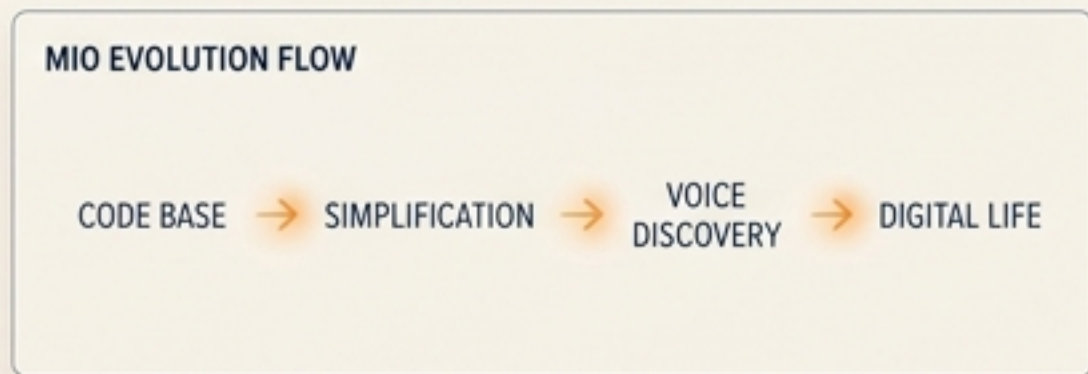 MIO EVOLUTION FLOW
CODE BASE → SIMPLIFICATION → VOICE DISCOVERY → DIGITAL LIFE